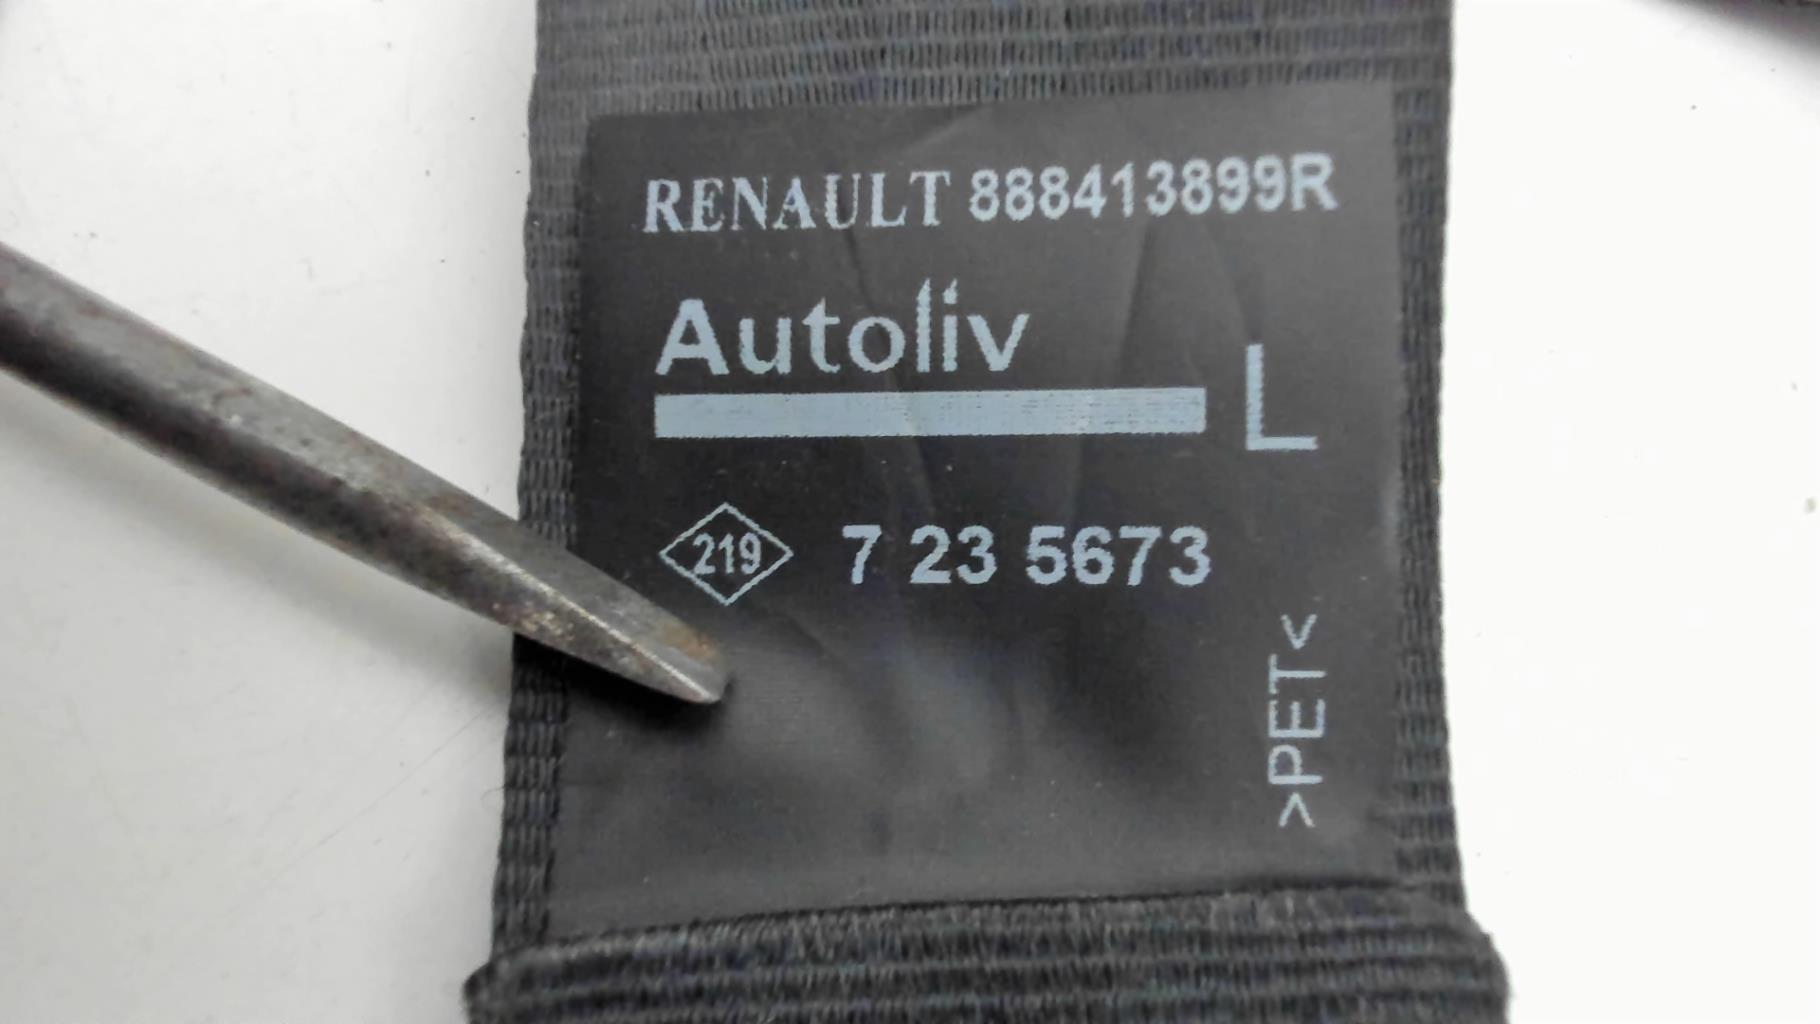 RENAULT 888413899R
Autoliv
L
219 7 23 5673
>PET<